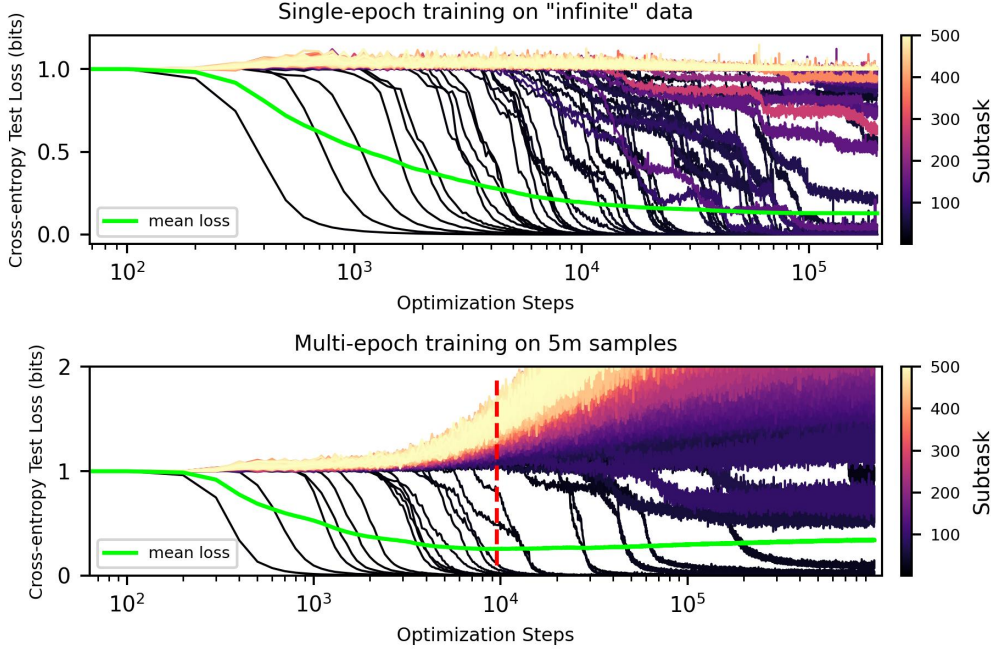 Single-epoch training on "infinite" data
Cross-entropy Test Loss (bits)
1.0
0.5
0.0
mean loss
10²
10³
10⁴
10⁵
Optimization Steps
500
400
300
200
100
Subtask
Multi-epoch training on 5m samples
Cross-entropy Test Loss (bits)
2
1
0
mean loss
10²
10³
10⁴
10⁵
Optimization Steps
500
400
300
200
100
Subtask